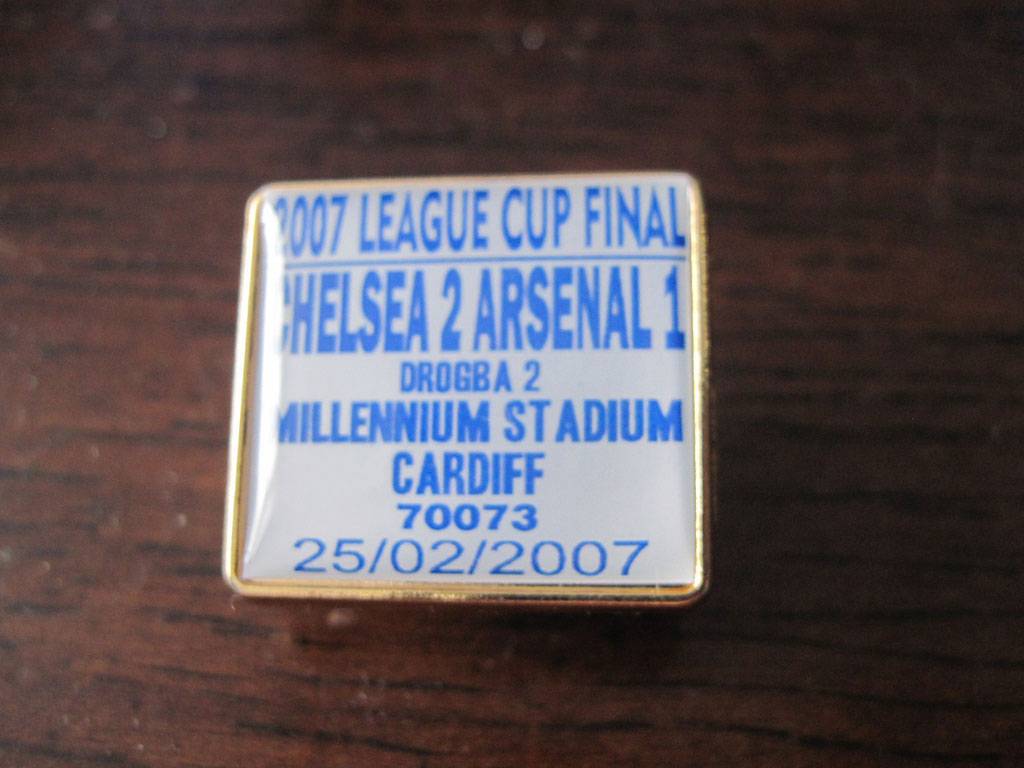 2007 LEAGUE CUP FINAL
CHELSEA 2 ARSENAL 1
DROGBA 2
MILLENNIUM STADIUM
CARDIFF
70073
25/02/2007